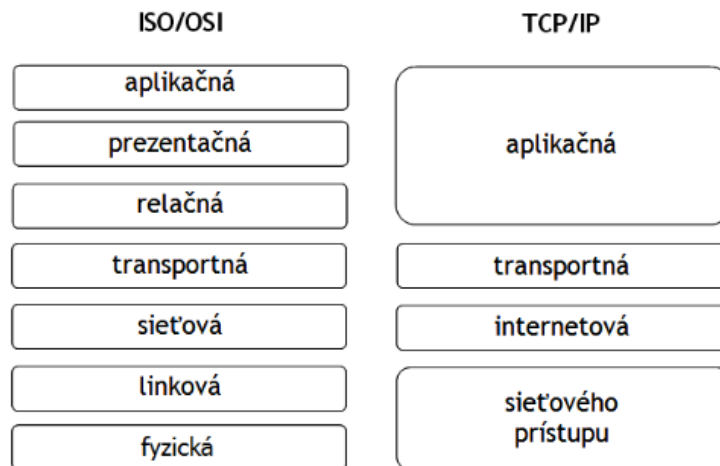 ISO/OSI
aplikačná
prezentačná
relačná
transportná
sieťová
linková
fyzická
TCP/IP
aplikačná
transportná
internetová
sieťového
prístupu